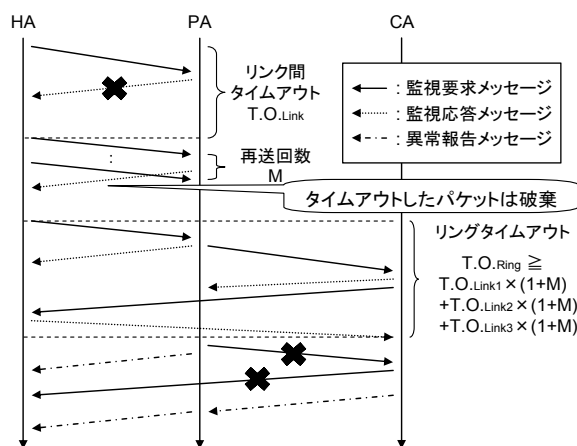 HA PA CA
リンク間
タイムアウト
T.O.Link
: 監視要求メッセージ
: 監視応答メッセージ
: 異常報告メッセージ
:
再送回数
M
タイムアウトしたパケットは破棄
リングタイムアウト
T.O.Ring ≧
T.O.Link1×(1+M)
+T.O.Link2×(1+M)
+T.O.Link3×(1+M)